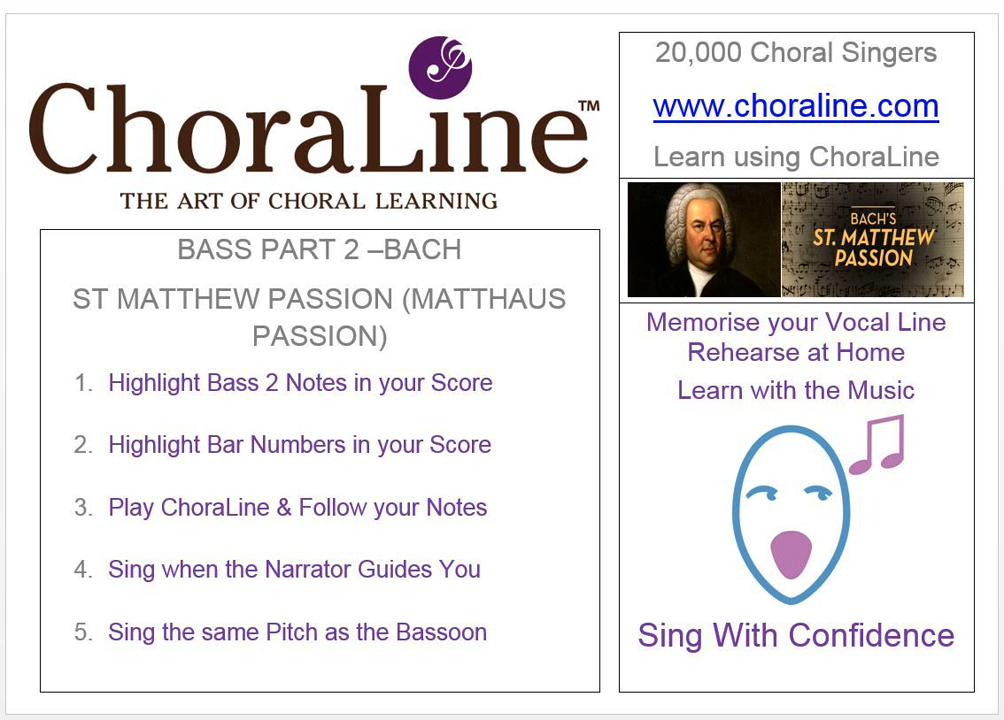 ChoraLine™
THE ART OF CHORAL LEARNING
BASS PART 2 –BACH
ST MATTHEW PASSION (MATTHAUS
PASSION)
1. Highlight Bass 2 Notes in your Score
2. Highlight Bar Numbers in your Score
3. Play ChoraLine & Follow your Notes
4. Sing when the Narrator Guides You
5. Sing the same Pitch as the Bassoon
20,000 Choral Singers
www.choraline.com
Learn using ChoraLine
BACH'S
ST. MATTHEW
PASSION
Memorise your Vocal Line
Rehearse at Home
Learn with the Music
Sing With Confidence